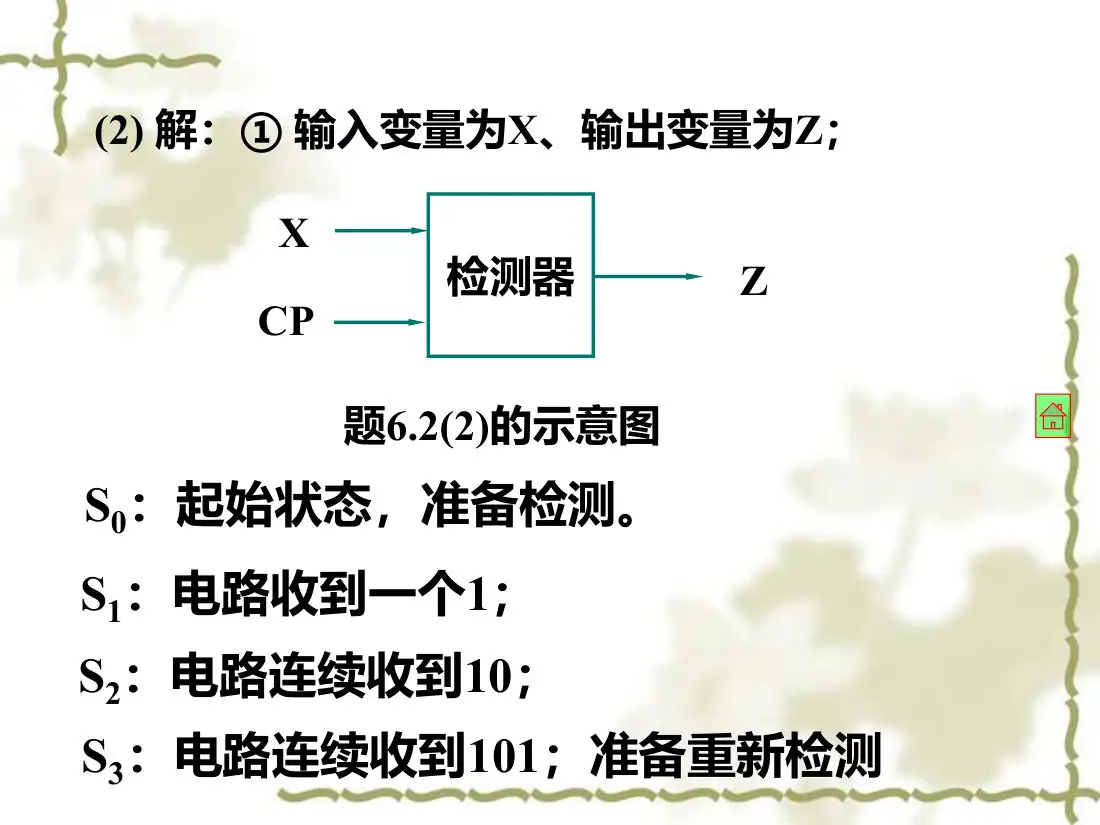 (2) 解：① 输入变量为X、输出变量为Z；
X
检测器
Z
CP
题6.2(2)的示意图
S₀：起始状态，准备检测。
S₁：电路收到一个1；
S₂：电路连续收到10；
S₃：电路连续收到101；准备重新检测